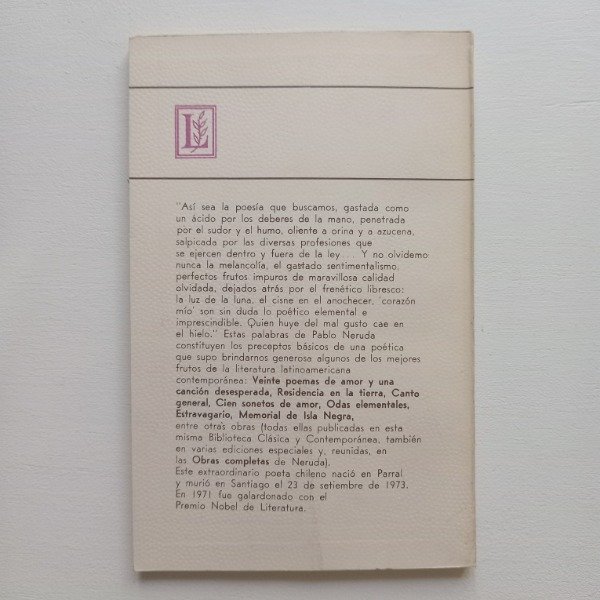 L
"Así sea la poesía que buscamos, gastada como
un ácido por los deberes de la mano, penetrada
por el sudor y el humo, oliente a orina y a azucena,
salpicada por las diversas profesiones que
se ejercen dentro y fuera de la ley... Y no olvidemos
nunca la melancolía, el gastado sentimentalismo,
perfectos frutos impuros de maravillosa calidad
olvidada, dejados atrás por el frenético libresco:
la luz de la luna, el cisne en el anochecer, 'corazón
mío' son sin duda lo poético elemental e
imprescindible. Quien huye del mal gusto cae en
el hielo." Estas palabras de Pablo Neruda
constituyen los preceptos básicos de una poética
que supo brindarnos generosa algunos de los mejores
frutos de la literatura latinoamericana
contemporánea: Veinte poemas de amor y una
canción desesperada, Residencia en la tierra, Canto
general, Cien sonetos de amor, Odas elementales,
Estravagario, Memorial de Isla Negra,
entre otras obras (todas ellas publicadas en esta
misma Biblioteca Clásica y Contemporánea, también
en varias ediciones especiales y, reunidas, en
las Obras completas de Neruda).
Este extraordinario poeta chileno nació en Parral
y murió en Santiago el 23 de setiembre de 1973.
En 1971 fue galardonado con el
Premio Nobel de Literatura.